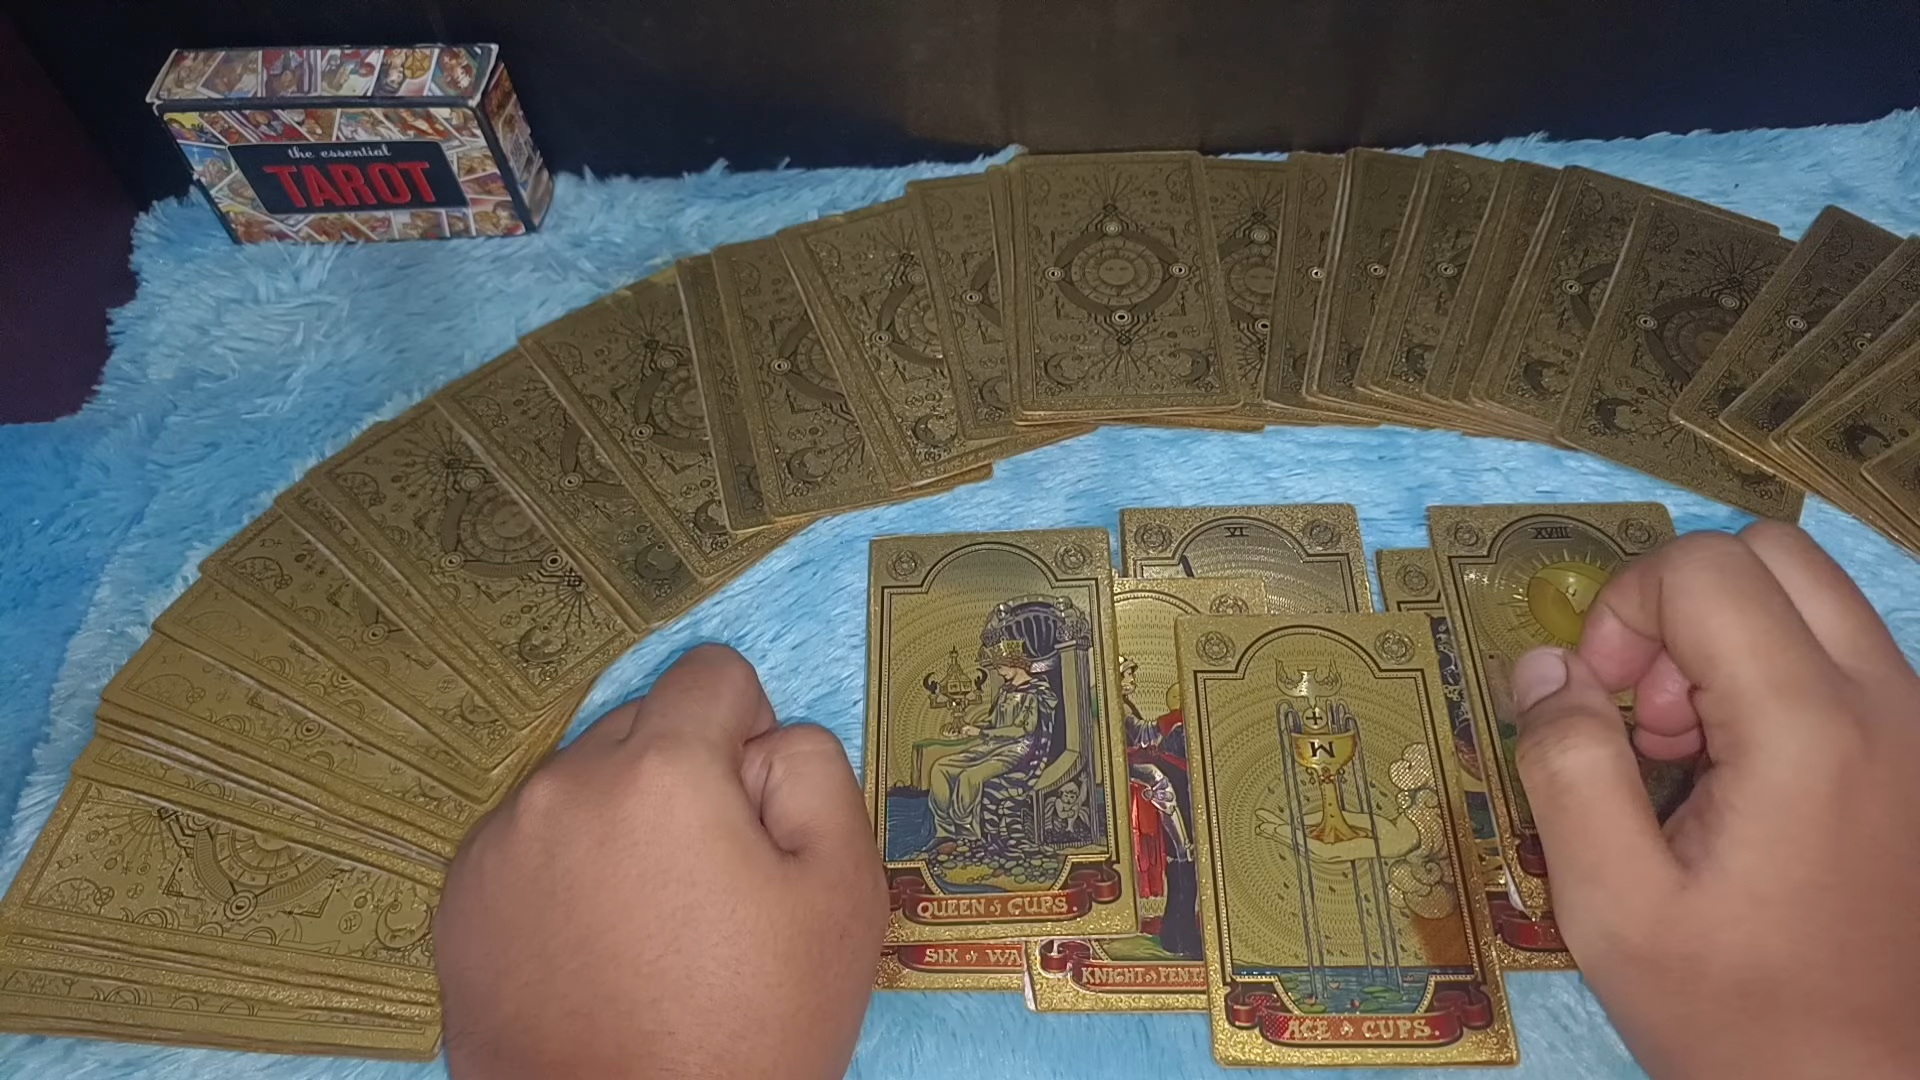 the essential
TAROT
VI
XVIII
M
QUEEN of CUPS.
SIX of WA
KNIGHT of PENT
ACE of CUPS.